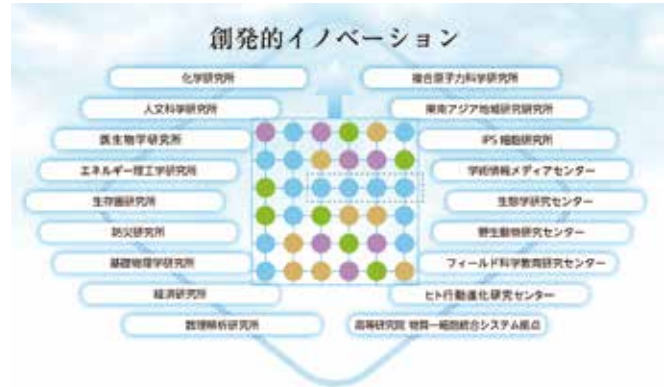 創発的イノベーション
化学研究所
人文科学研究所
医生物学研究所
エネルギー理工学研究所
生存圏研究所
防災研究所
基礎物理学研究所
経済研究所
数理解析研究所
複合原子力科学研究所
東南アジア地域研究研究所
iPS 細胞研究所
学術情報メディアセンター
生態学研究センター
野生動物研究センター
フィールド科学教育研究センター
ヒト行動進化研究センター
高等研究院 物質ー細胞統合システム拠点